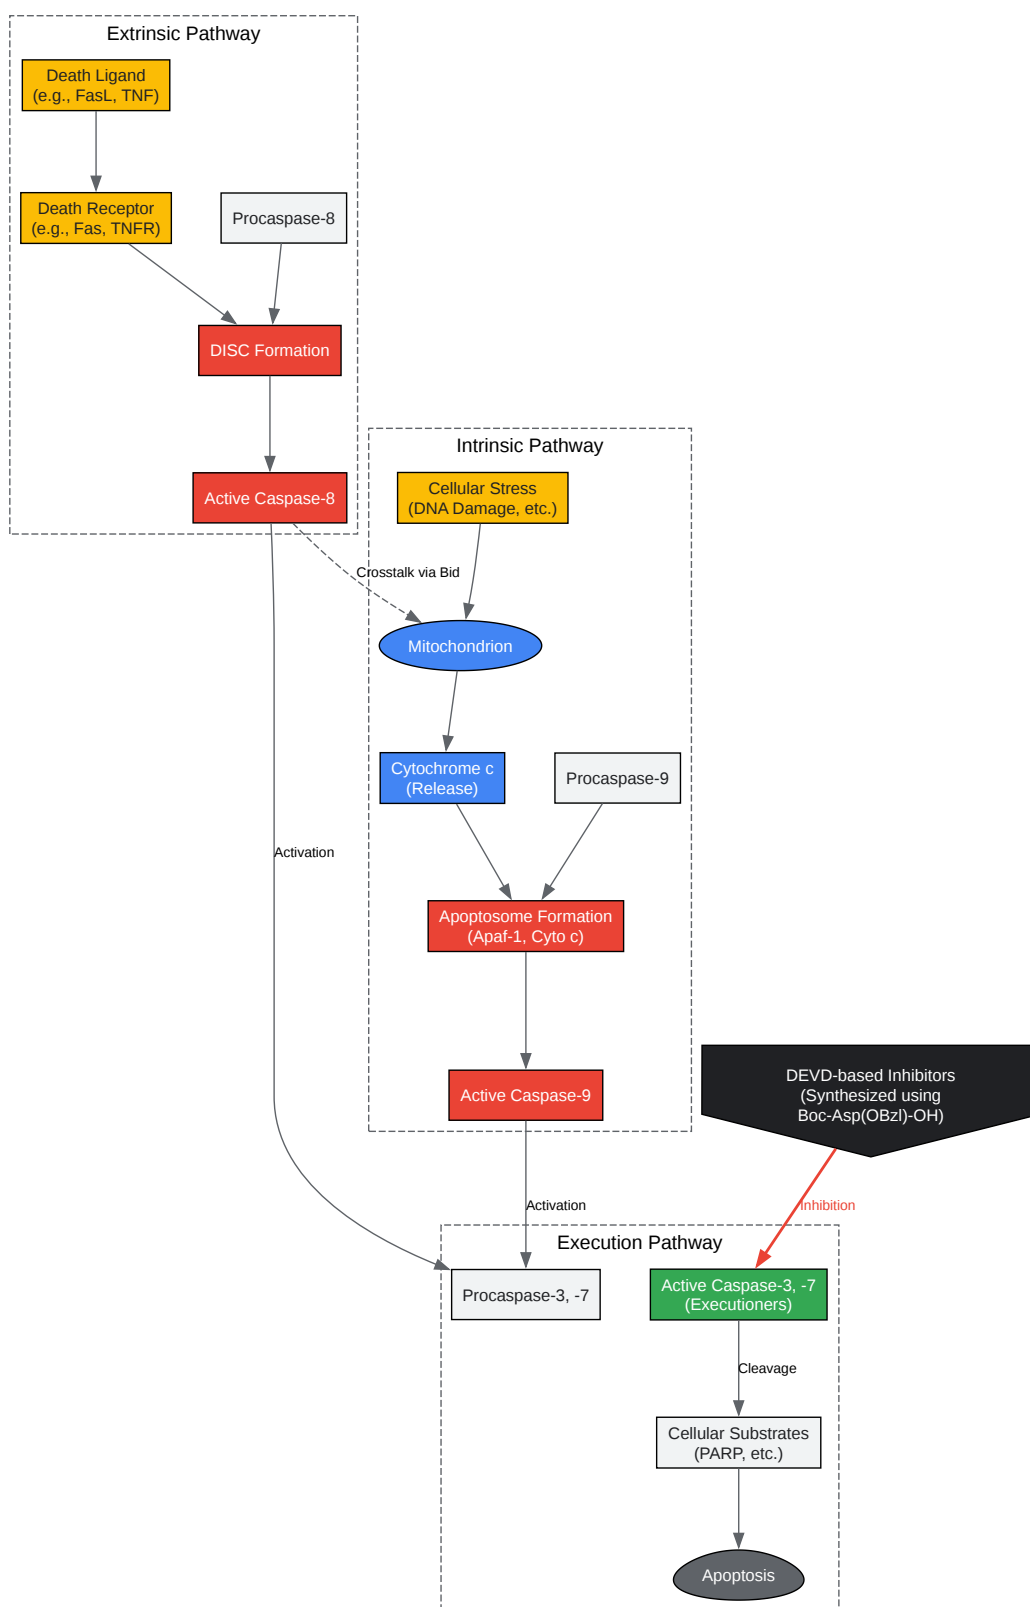 Extrinsic Pathway
Death Ligand
(e.g., FasL, TNF)
Death Receptor
(e.g., Fas, TNFR)
Procaspase-8
DISC Formation
Active Caspase-8
Intrinsic Pathway
Cellular Stress
(DNA Damage, etc.)
Crosstalk via Bid
Mitochondrion
Cytochrome c
(Release)
Procaspase-9
Activation
Apoptosome Formation
(Apaf-1, Cyto c)
Active Caspase-9
DEVD-based Inhibitors
(Synthesized using
Boc-Asp(OBzl)-OH)
Activation
Inhibition
Execution Pathway
Procaspase-3, -7
Active Caspase-3, -7
(Executioners)
Cleavage
Cellular Substrates
(PARP, etc.)
Apoptosis